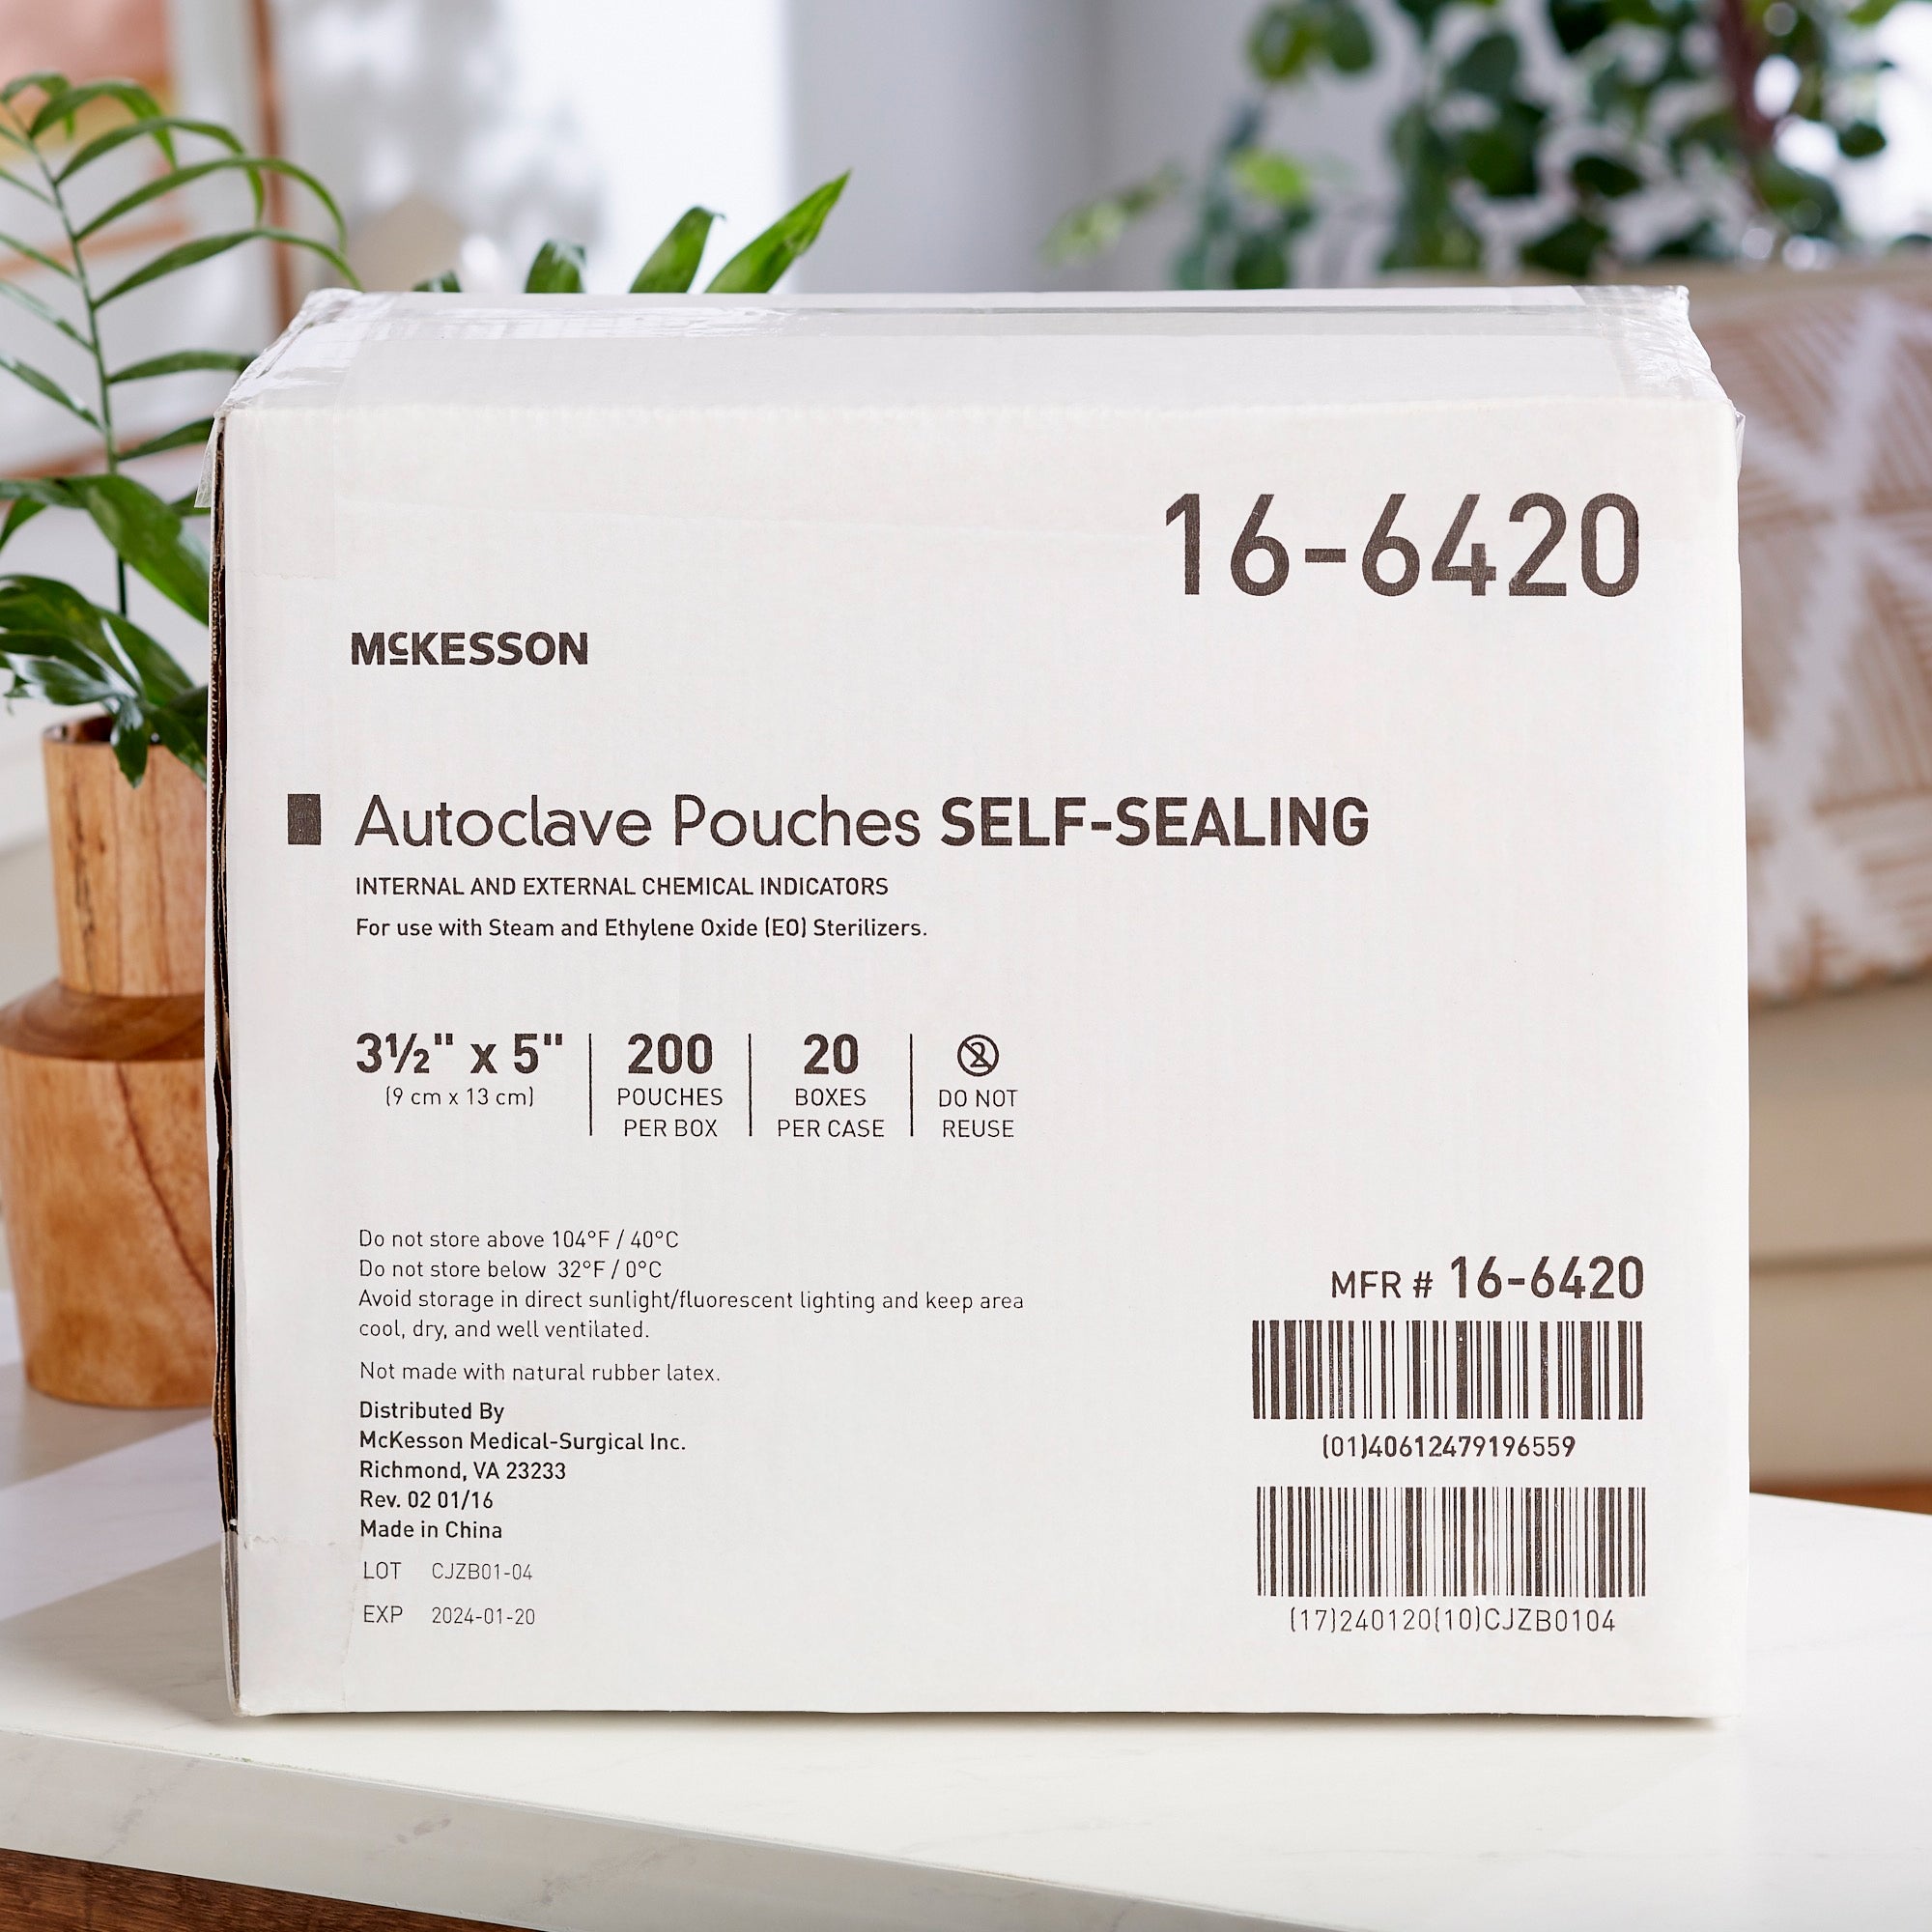 16-6420
McKESSON
Autoclave Pouches SELF-SEALING
INTERNAL AND EXTERNAL CHEMICAL INDICATORS
For use with Steam and Ethylene Oxide (EO) Sterilizers.
3½" x 5"
(9 cm x 13 cm)
200
POUCHES
PER BOX
20
BOXES
PER CASE
2
DO NOT
REUSE
Do not store above 104°F / 40°C
Do not store below 32°F / 0°C
Avoid storage in direct sunlight/fluorescent lighting and keep area
cool, dry, and well ventilated.
Not made with natural rubber latex.
Distributed By
McKesson Medical-Surgical Inc.
Richmond, VA 23233
Rev. 02 01/16
Made in China
LOT CJZB01-04
EXP 2024-01-20
MFR # 16-6420
(01)40612479196559
(17)240120(10)CJZB0104